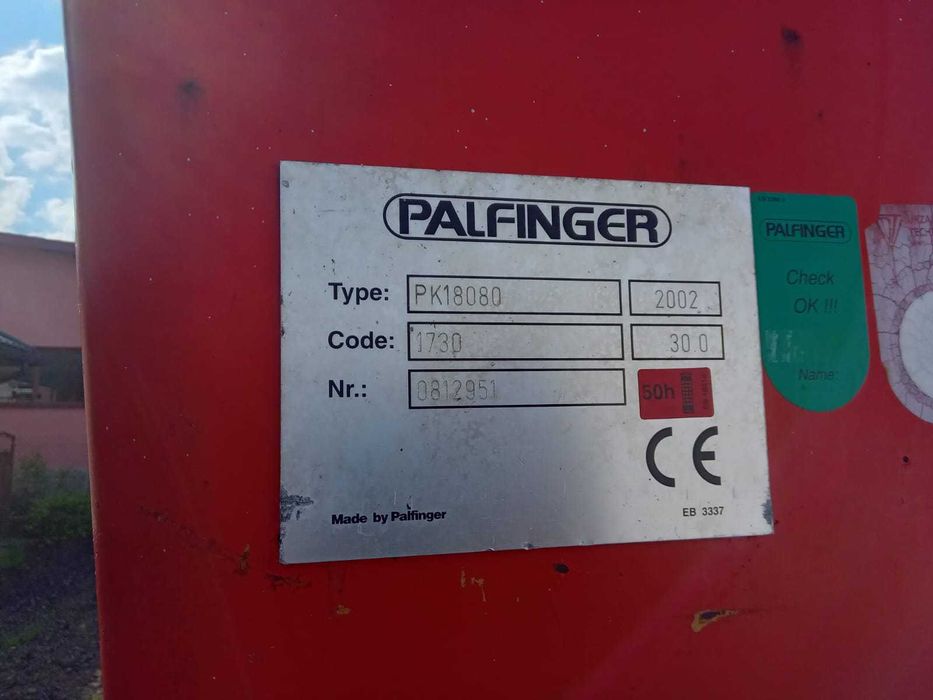 PALFINGER
Type: PK18080 2002
Code: 1730 30.0
Nr.: 0812951
50h
CE
Made by Palfinger
EB 3337
PALFINGER
Check
OK !!!
Name:
TECH